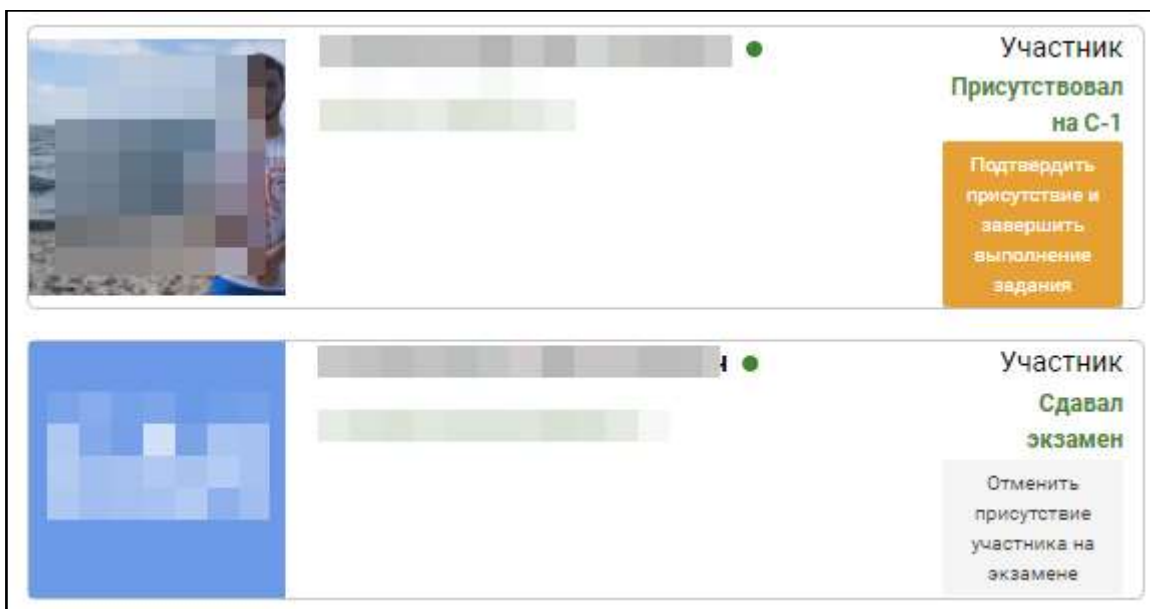 Участник
Присутствовал
на С-1
Подтвердить
присутствие и
завершить
выполнение
задания
Участник
Сдавал
экзамен
Отменить
присутствие
участника на
экзамене